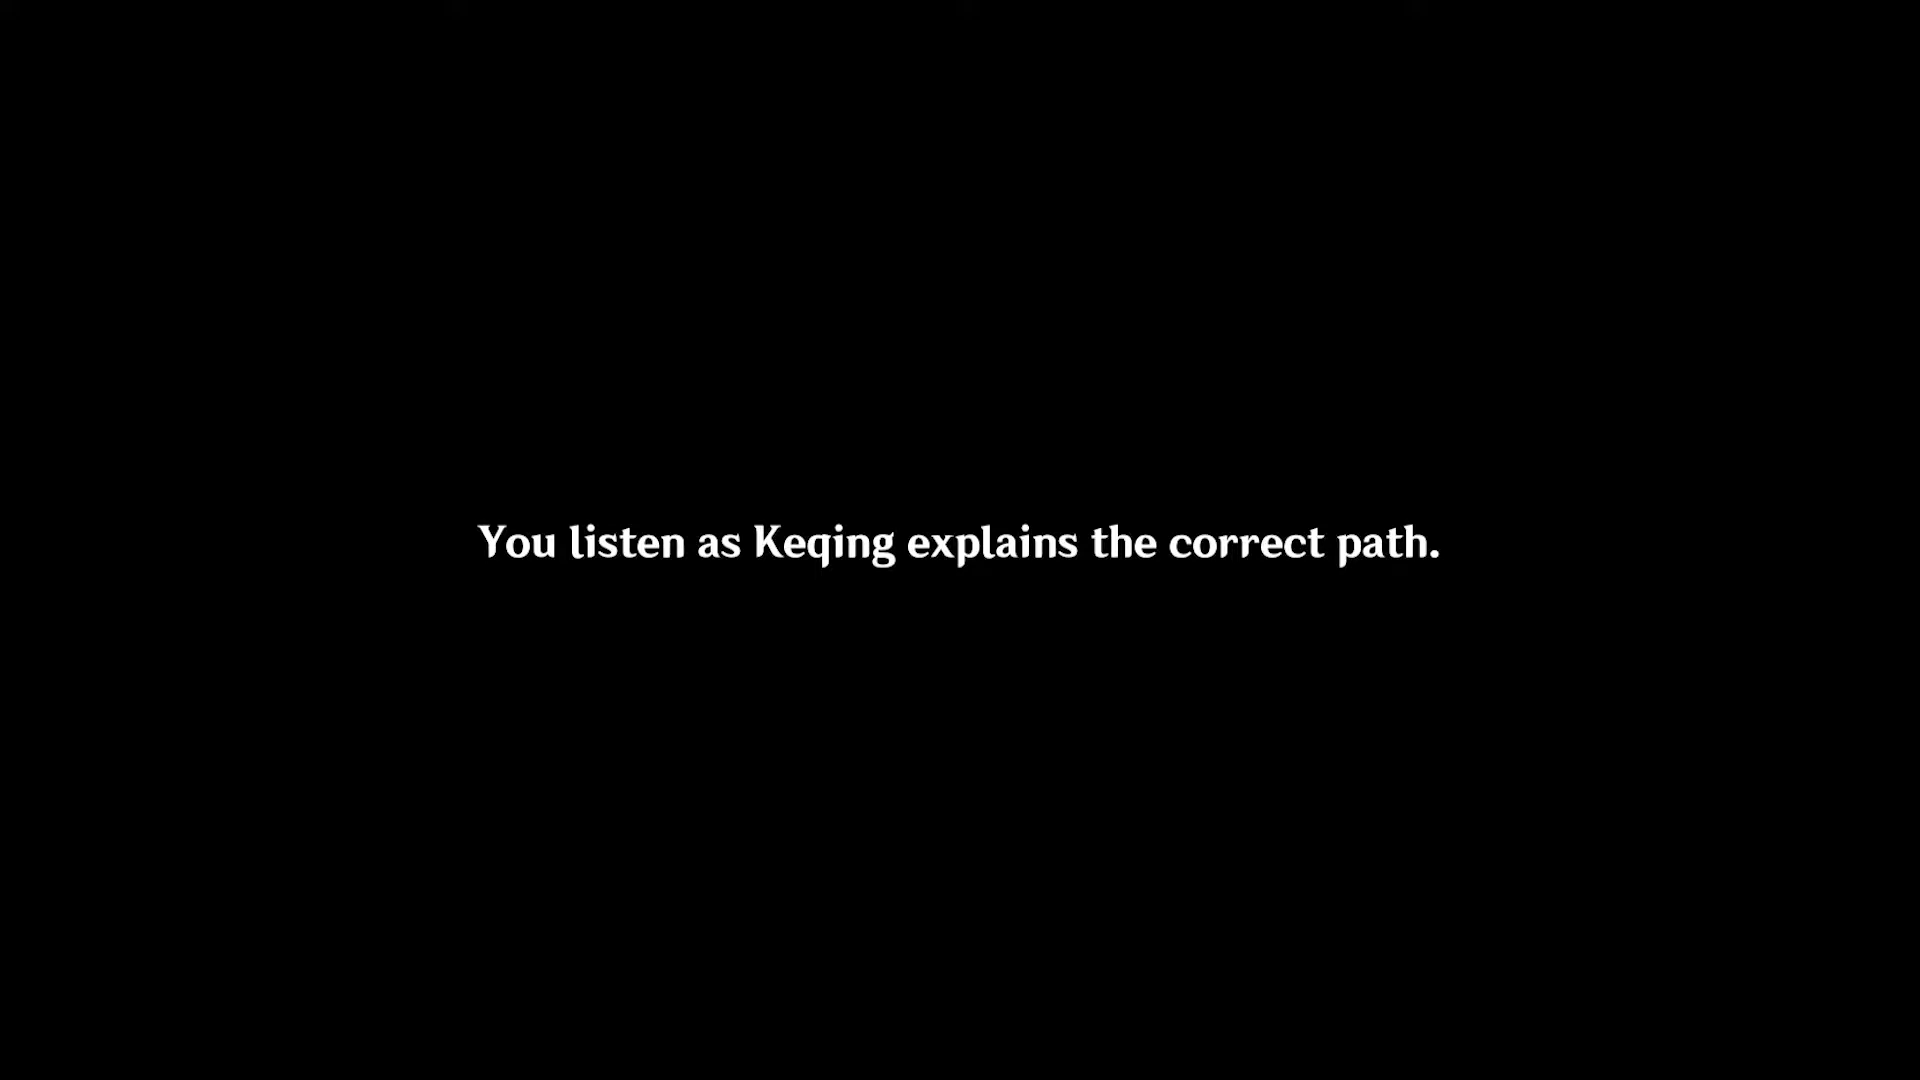 You listen as Keqing explains the correct path.